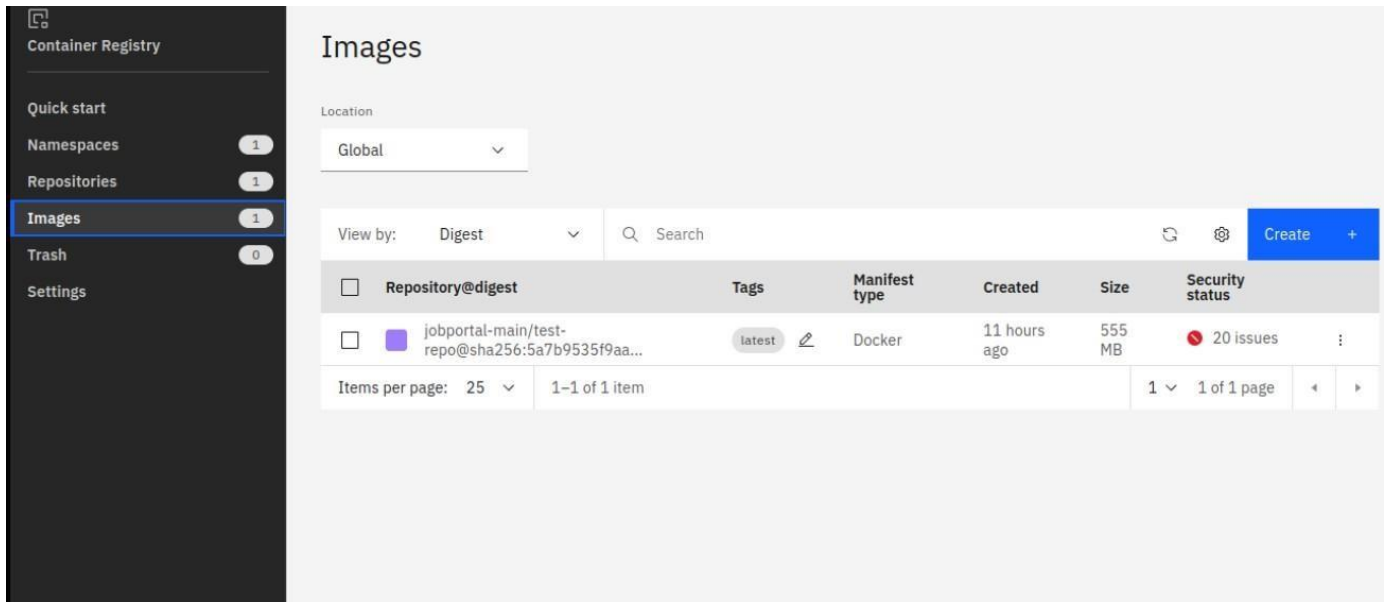 Container Registry
Quick start
Namespaces 1
Repositories 1
Images 1
Trash 0
Settings
Images
Location
Global
View by: Digest Search Create +
Repository@digest Tags Manifest type Created Size Security status
jobportal-main/test-
repo@sha256:5a7b9535f9aa...
latest
Docker
11 hours
ago
555
MB
20 issues
Items per page: 25 1–1 of 1 item 1 1 of 1 page